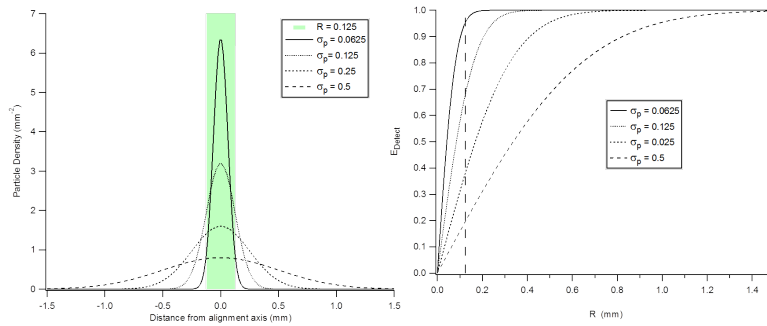 7
6
5
4
3
2
1
0
Particle Density (mm⁻²)
-1.5
-1.0
-0.5
0.0
0.5
1.0
1.5
Distance from alignment axis (mm)
R = 0.125
σp = 0.0625
σp = 0.125
σp = 0.25
σp = 0.5
1.0
0.9
0.8
0.7
0.6
0.5
0.4
0.3
0.2
0.1
0.0
EDetect
0.0
0.2
0.4
0.6
0.8
1.0
1.2
1.4
R (mm)
σp = 0.0625
σp = 0.125
σp = 0.025
σp = 0.5